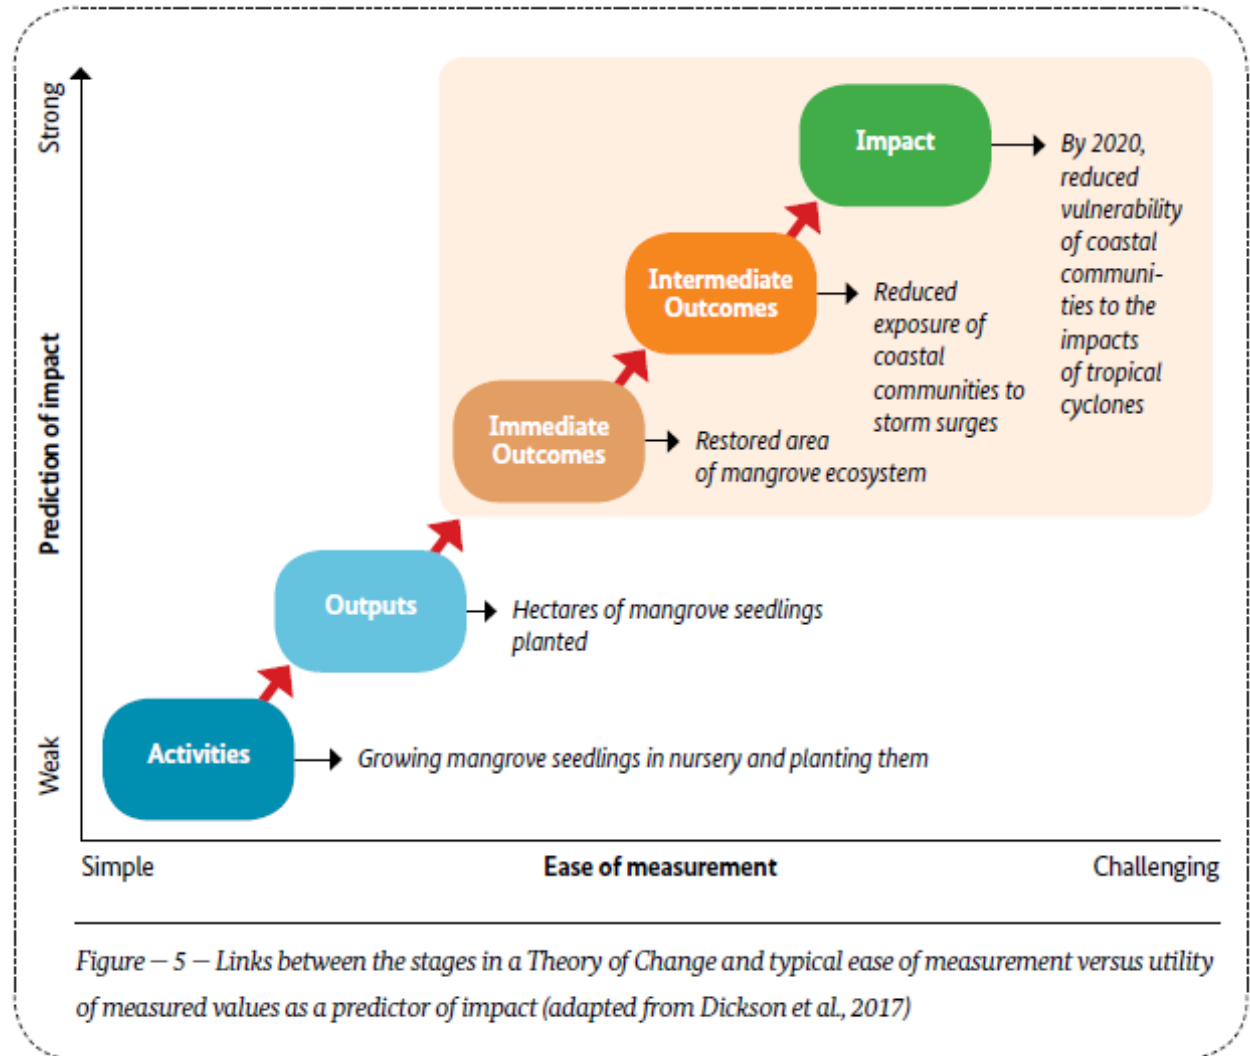 Strong
Prediction of impact
Weak
Impact
By 2020,
reduced
vulnerability
of coastal
communi-
ties to the
impacts
of tropical
cyclones
Intermediate
Outcomes
Reduced
exposure of
coastal
communities to
storm surges
Immediate
Outcomes
Restored area
of mangrove ecosystem
Outputs
Hectares of mangrove seedlings
planted
Activities
Growing mangrove seedlings in nursery and planting them
Simple
Ease of measurement
Challenging
Figure – 5 – Links between the stages in a Theory of Change and typical ease of measurement versus utility
of measured values as a predictor of impact (adapted from Dickson et al., 2017)